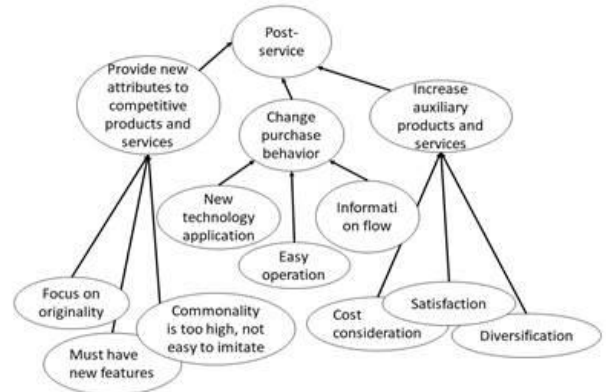 Post-
service
Provide new
attributes to
competitive
products and
services
Change
purchase
behavior
Increase
auxiliary
products and
services
New
technology
application
Easy
operation
Informati
on flow
Focus on
originality
Must have
new features
Commonality
is too high, not
easy to imitate
Cost
consideration
Satisfaction
Diversification